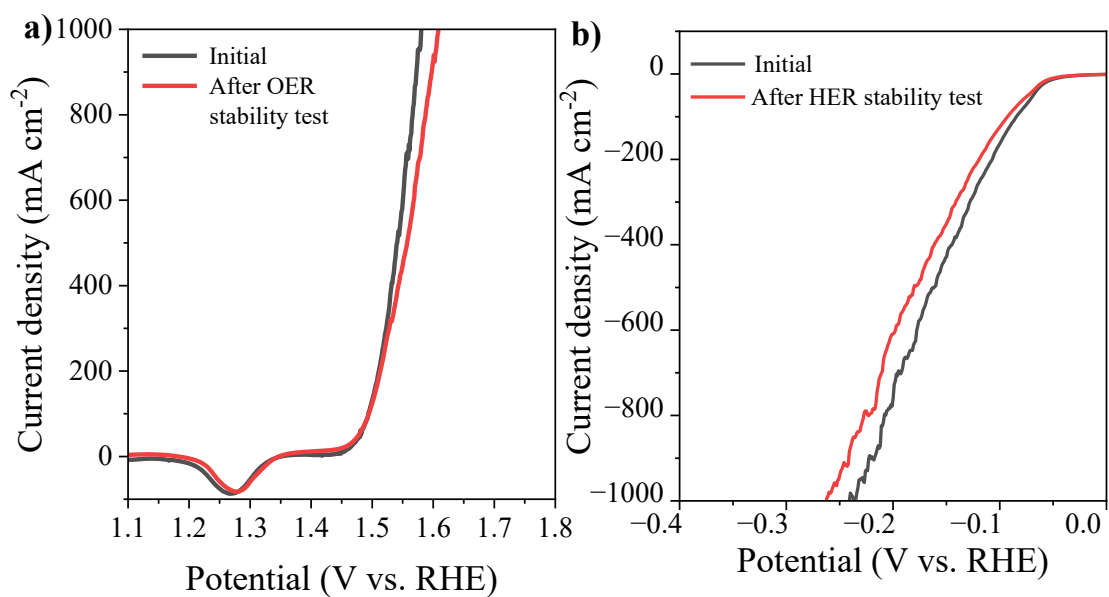 a)
Initial
After OER
stability test
Current density (mA cm⁻²)
1000
800
600
400
200
0
1.1 1.2 1.3 1.4 1.5 1.6 1.7 1.8
Potential (V vs. RHE)
b)
Initial
After HER stability test
Current density (mA cm⁻²)
0
−200
−400
−600
−800
−1000
−0.4 −0.3 −0.2 −0.1 0.0
Potential (V vs. RHE)